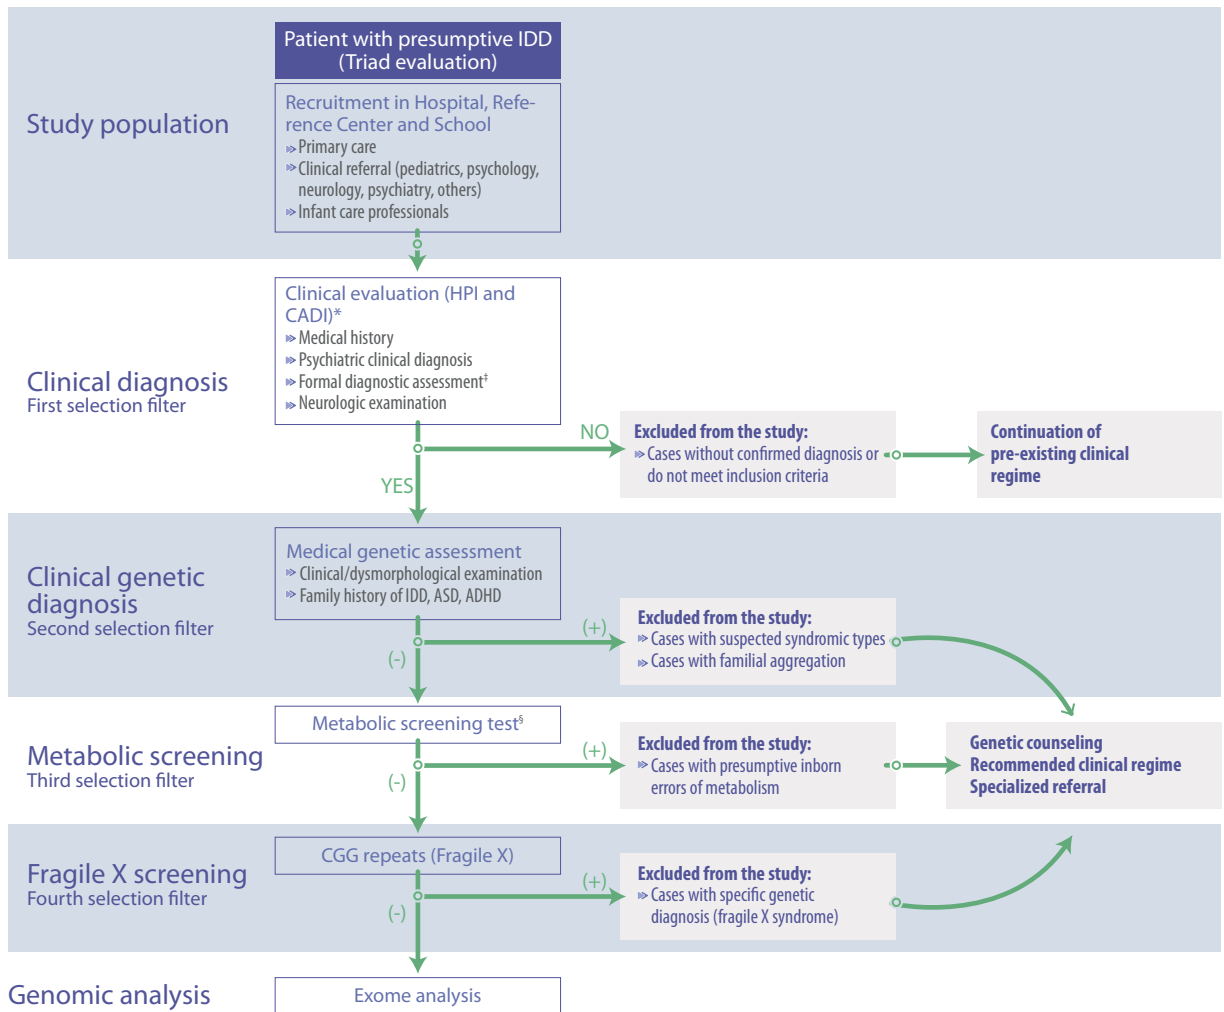 Patient with presumptive IDD
(Triad evaluation)
Study population
Recruitment in Hospital, Refe-
rence Center and School
Primary care
Clinical referral (pediatrics, psychology,
neurology, psychiatry, others)
Infant care professionals
Clinical diagnosis
First selection filter
Clinical evaluation (HPI and
CADI)*
Medical history
Psychiatric clinical diagnosis
Formal diagnostic assessment‡
Neurologic examination
NO
YES
Excluded from the study:
Cases without confirmed diagnosis or
do not meet inclusion criteria
Continuation of
pre-existing clinical
regime
Clinical genetic
diagnosis
Second selection filter
Medical genetic assessment
Clinical/dysmorphological examination
Family history of IDD, ASD, ADHD
(+)
(-)
Excluded from the study:
Cases with suspected syndromic types
Cases with familial aggregation
Metabolic screening
Third selection filter
Metabolic screening test§
(+)
(-)
Excluded from the study:
Cases with presumptive inborn
errors of metabolism
Genetic counseling
Recommended clinical regime
Specialized referral
Fragile X screening
Fourth selection filter
CGG repeats (Fragile X)
(+)
(-)
Excluded from the study:
Cases with specific genetic
diagnosis (fragile X syndrome)
Genomic analysis
Exome analysis